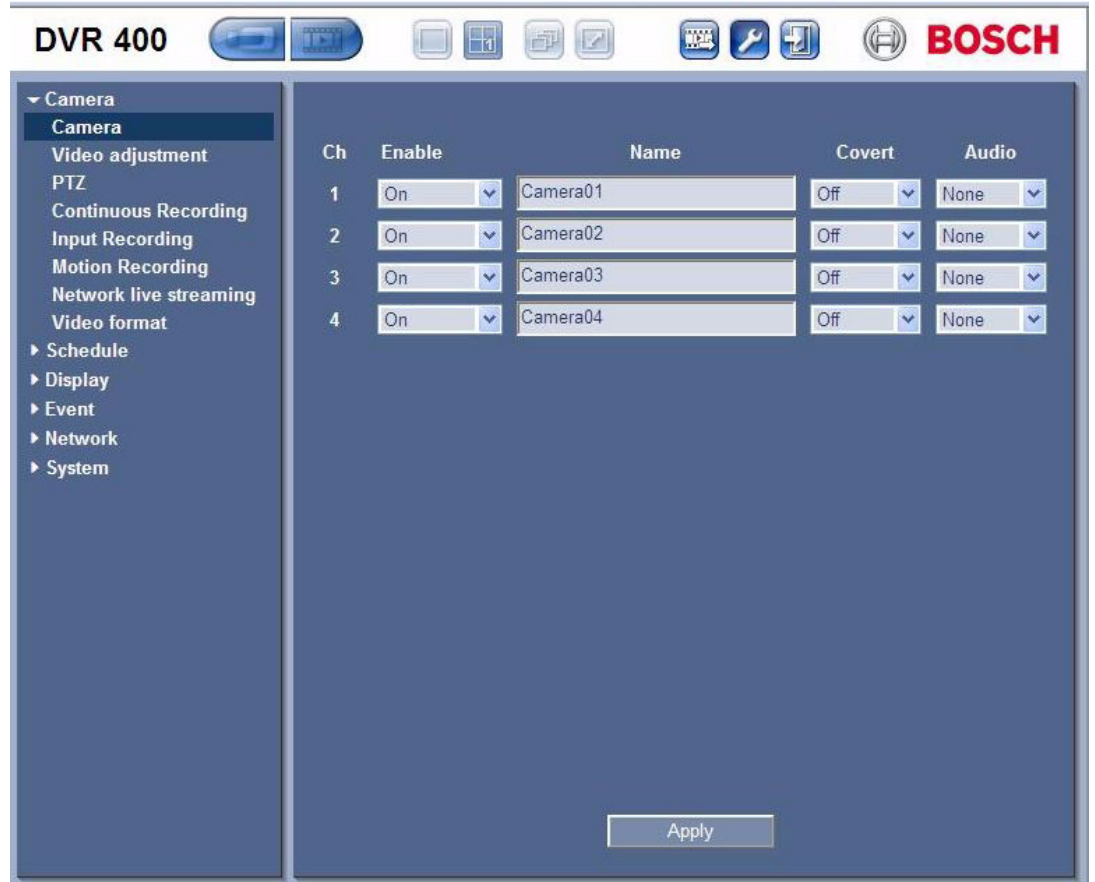 DVR 400
1
BOSCH
Camera
Camera
Video adjustment
PTZ
Continuous Recording
Input Recording
Motion Recording
Network live streaming
Video format
Schedule
Display
Event
Network
System
Ch Enable Name Covert Audio
1 On Camera01 Off None
2 On Camera02 Off None
3 On Camera03 Off None
4 On Camera04 Off None
Apply